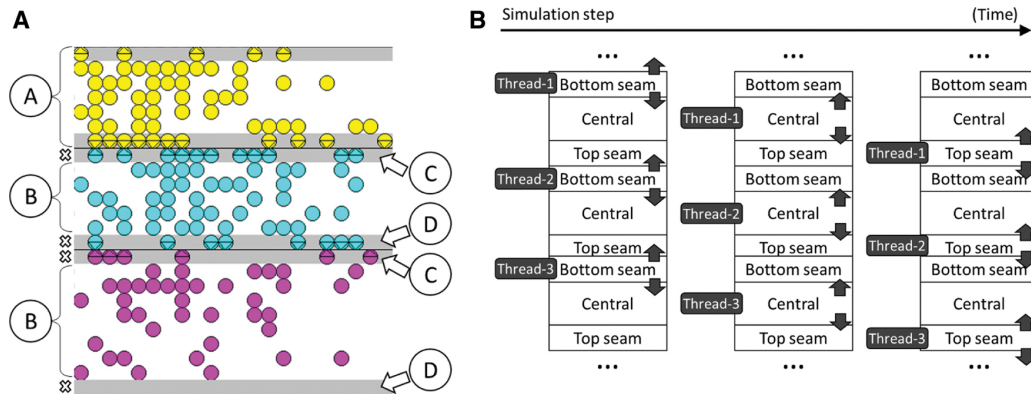 A
A
B
B
C
D
C
D
B
Simulation step
(Time)
...
...
...
Thread-1
Bottom seam
Central
Top seam
Thread-2
Bottom seam
Central
Top seam
Thread-3
Bottom seam
Central
Top seam
...
Bottom seam
Thread-1
Central
Top seam
Bottom seam
Thread-2
Central
Top seam
Bottom seam
Thread-3
Central
Top seam
...
Bottom seam
Central
Thread-1
Top seam
Bottom seam
Central
Thread-2
Top seam
Bottom seam
Central
Thread-3
Top seam
...